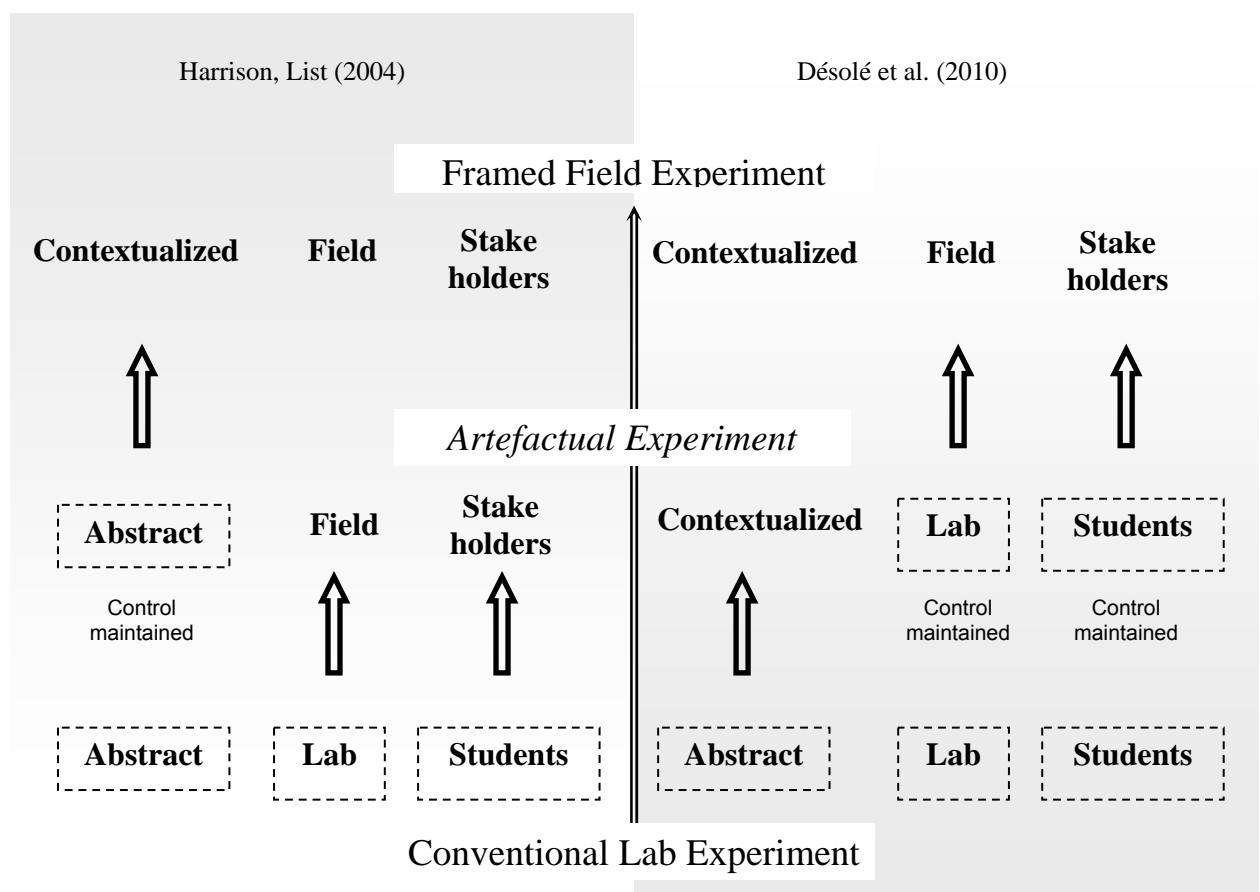 Harrison, List (2004)
Désolé et al. (2010)
Framed Field Experiment
Contextualized
Field
Stake
holders
Contextualized
Field
Stake
holders
Artefactual Experiment
Abstract
Field
Stake
holders
Contextualized
Lab
Students
Control
maintained
Control
maintained
Control
maintained
Abstract
Lab
Students
Abstract
Lab
Students
Conventional Lab Experiment